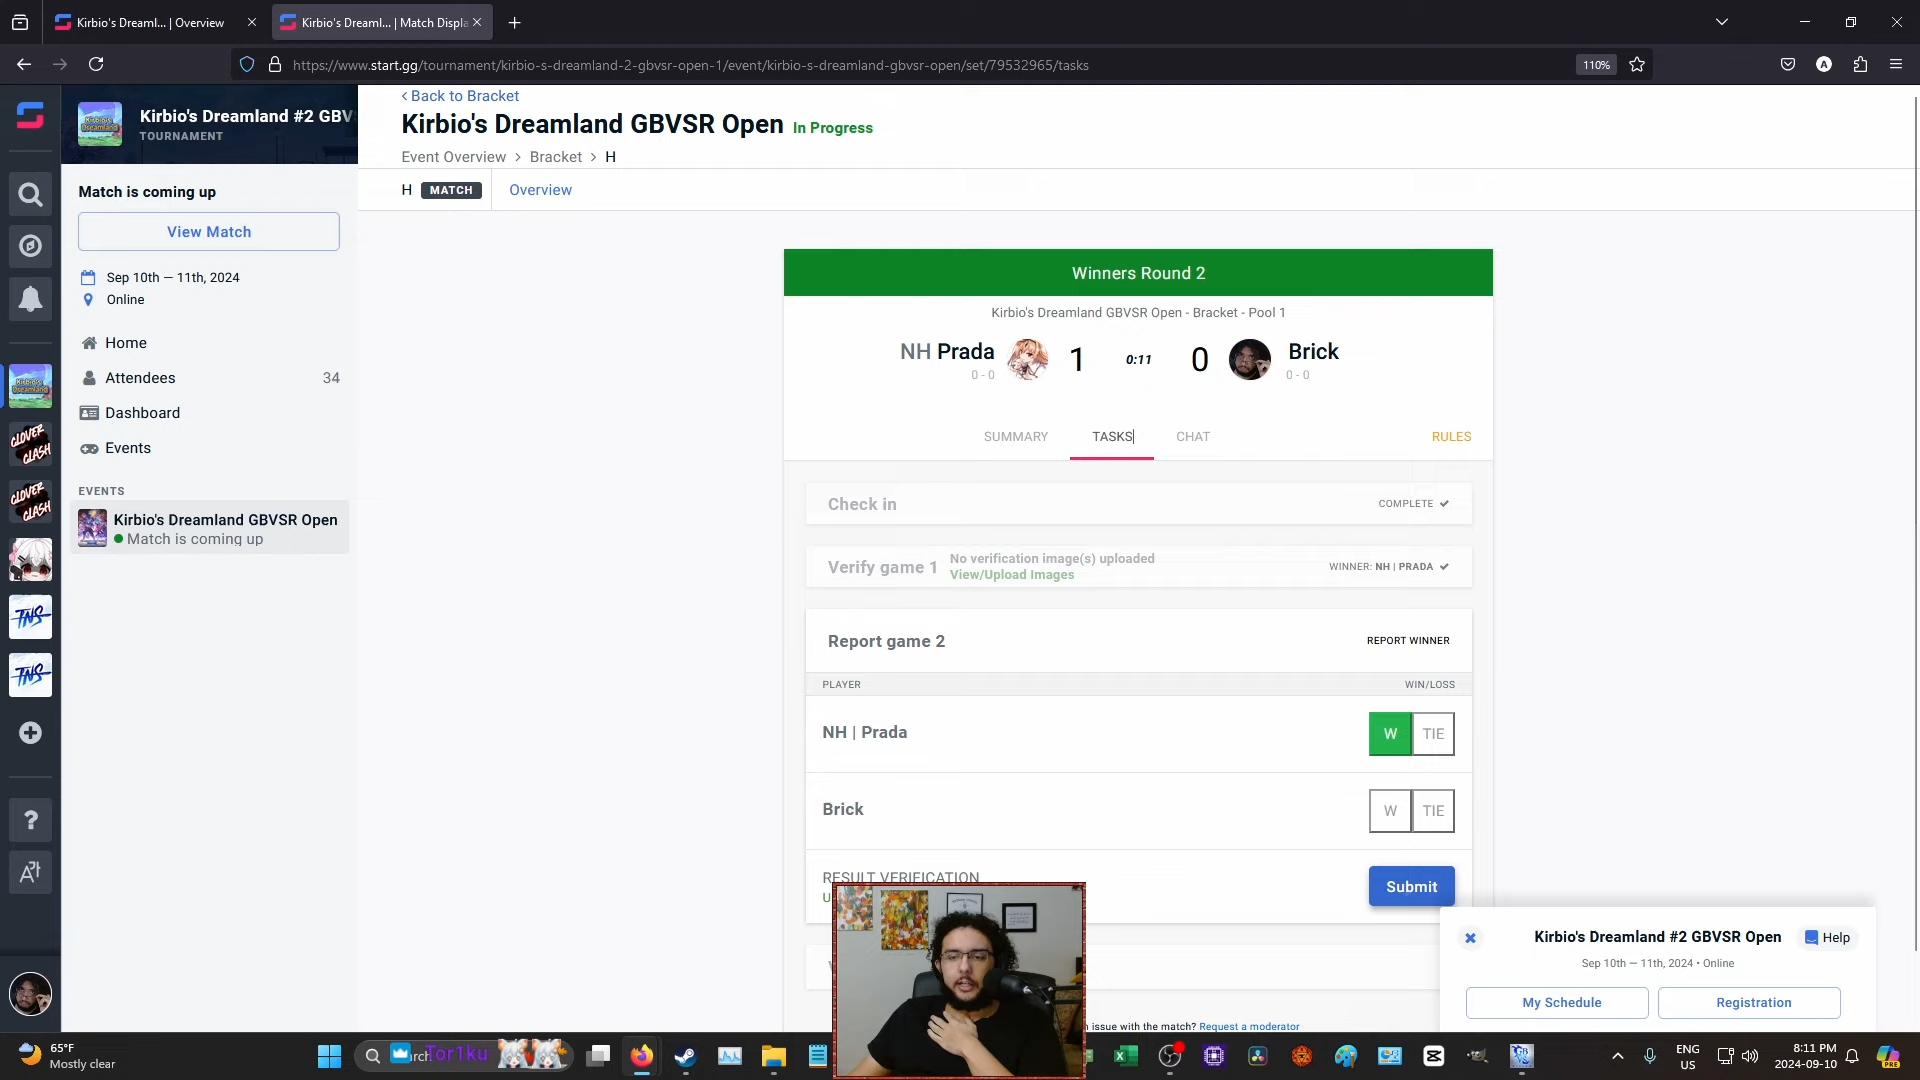 Kirbio's Dreaml... | Overview
Kirbio's Dreaml... | Match Displa
https://www.start.gg/tournament/kirbio-s-dreamland-2-gbvsr-open-1/event/kirbio-s-dreamland-gbvsr-open/set/79532965/tasks
110%
Kirbio's Dreamland #2 GBV
TOURNAMENT
Match is coming up
View Match
Sep 10th — 11th, 2024
Online
Home
Attendees 34
Dashboard
Events
EVENTS
Kirbio's Dreamland GBVSR Open
Match is coming up
CLOVER CLASH
CLOVER CLASH
TNS
TNS
Back to Bracket
Kirbio's Dreamland GBVSR Open In Progress
Event Overview > Bracket > H
H MATCH Overview
Winners Round 2
Kirbio's Dreamland GBVSR Open - Bracket - Pool 1
NH Prada 1 0:11 0 Brick
0 - 0 0 - 0
SUMMARY TASKS CHAT RULES
Check in COMPLETE
Verify game 1 No verification image(s) uploaded WINNER: NH | PRADA
View/Upload Images
Report game 2 REPORT WINNER
PLAYER WIN/LOSS
NH | Prada W TIE
Brick W TIE
RESULT VERIFICATION
Submit
issue with the match? Request a moderator
Kirbio's Dreamland #2 GBVSR Open Help
Sep 10th — 11th, 2024 • Online
My Schedule Registration
65°F
Mostly clear
Tor1ku
ENG
US
8:11 PM
2024-09-10